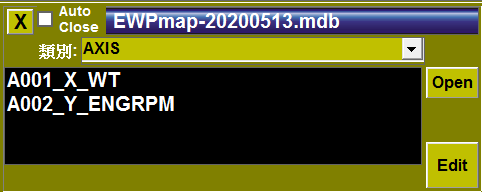 X Auto Close EWPmap-20200513.mdb
類別: AXIS
A001_X_WT
A002_Y_ENGRPM
Open
Edit